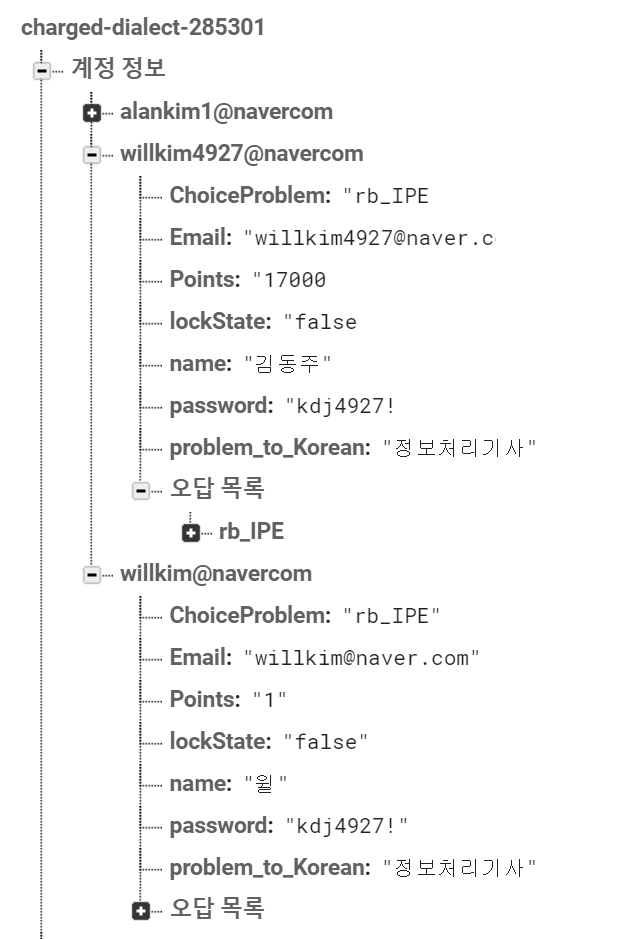 charged-dialect-285301
계정 정보
alankim1@navercom
willkim4927@navercom
ChoiceProblem: "rb_IPE
Email: "willkim4927@naver.c
Points: "17000
lockState: "false
name: "김동주"
password: "kdj4927!
problem_to_Korean: "정보처리기사"
오답 목록
rb_IPE
willkim@navercom
ChoiceProblem: "rb_IPE"
Email: "willkim@naver.com"
Points: "1"
lockState: "false"
name: "윌"
password: "kdj4927!"
problem_to_Korean: "정보처리기사"
오답 목록